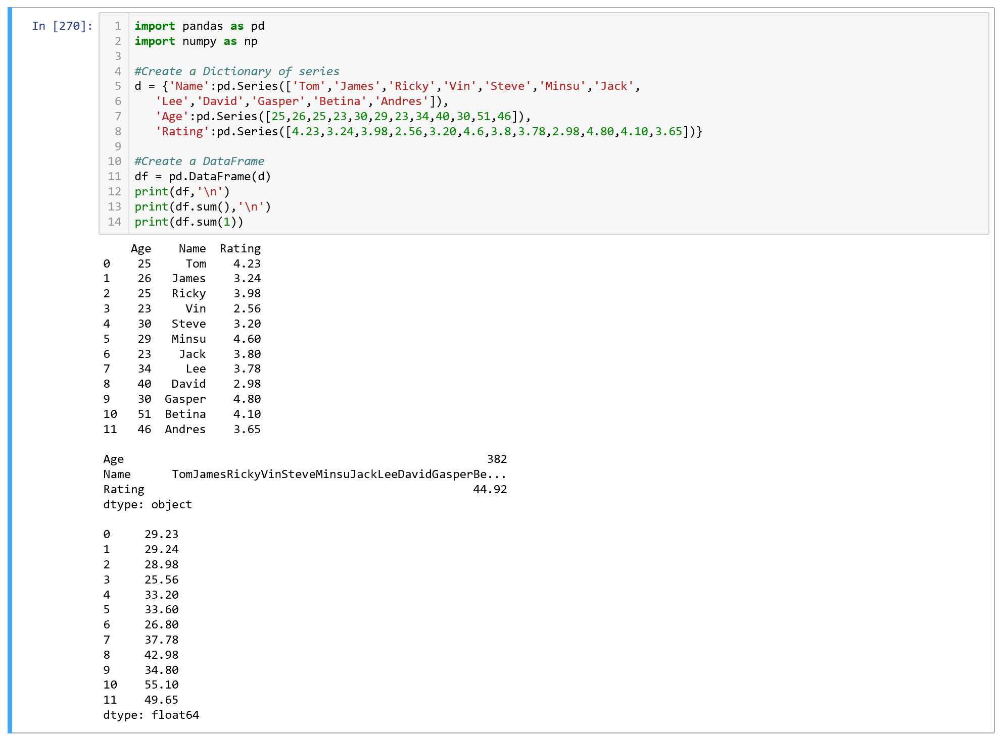 In [270]:
1 import pandas as pd
2 import numpy as np
3
4 #Create a Dictionary of series
5 d = {'Name':pd.Series(['Tom','James','Ricky','Vin','Steve','Minsu','Jack',
6    'Lee','David','Gasper','Betina','Andres']),
7    'Age':pd.Series([25,26,25,23,30,29,23,34,40,30,51,46]),
8    'Rating':pd.Series([4.23,3.24,3.98,2.56,3.20,4.6,3.8,3.78,2.98,4.80,4.10,3.65])}
9
10 #Create a DataFrame
11 df = pd.DataFrame(d)
12 print(df,'\n')
13 print(df.sum(),'\n')
14 print(df.sum(1))
    Age    Name  Rating
0    25     Tom    4.23
1    26   James    3.24
2    25   Ricky    3.98
3    23     Vin    2.56
4    30   Steve    3.20
5    29   Minsu    4.60
6    23    Jack    3.80
7    34     Lee    3.78
8    40   David    2.98
9    30  Gasper    4.80
10   51  Betina    4.10
11   46  Andres    3.65
Age                                                     382
Name      TomJamesRickyVinSteveMinsuJackLeeDavidGasperBe...
Rating                                                44.92
dtype: object
0     29.23
1     29.24
2     28.98
3     25.56
4     33.20
5     33.60
6     26.80
7     37.78
8     42.98
9     34.80
10    55.10
11    49.65
dtype: float64